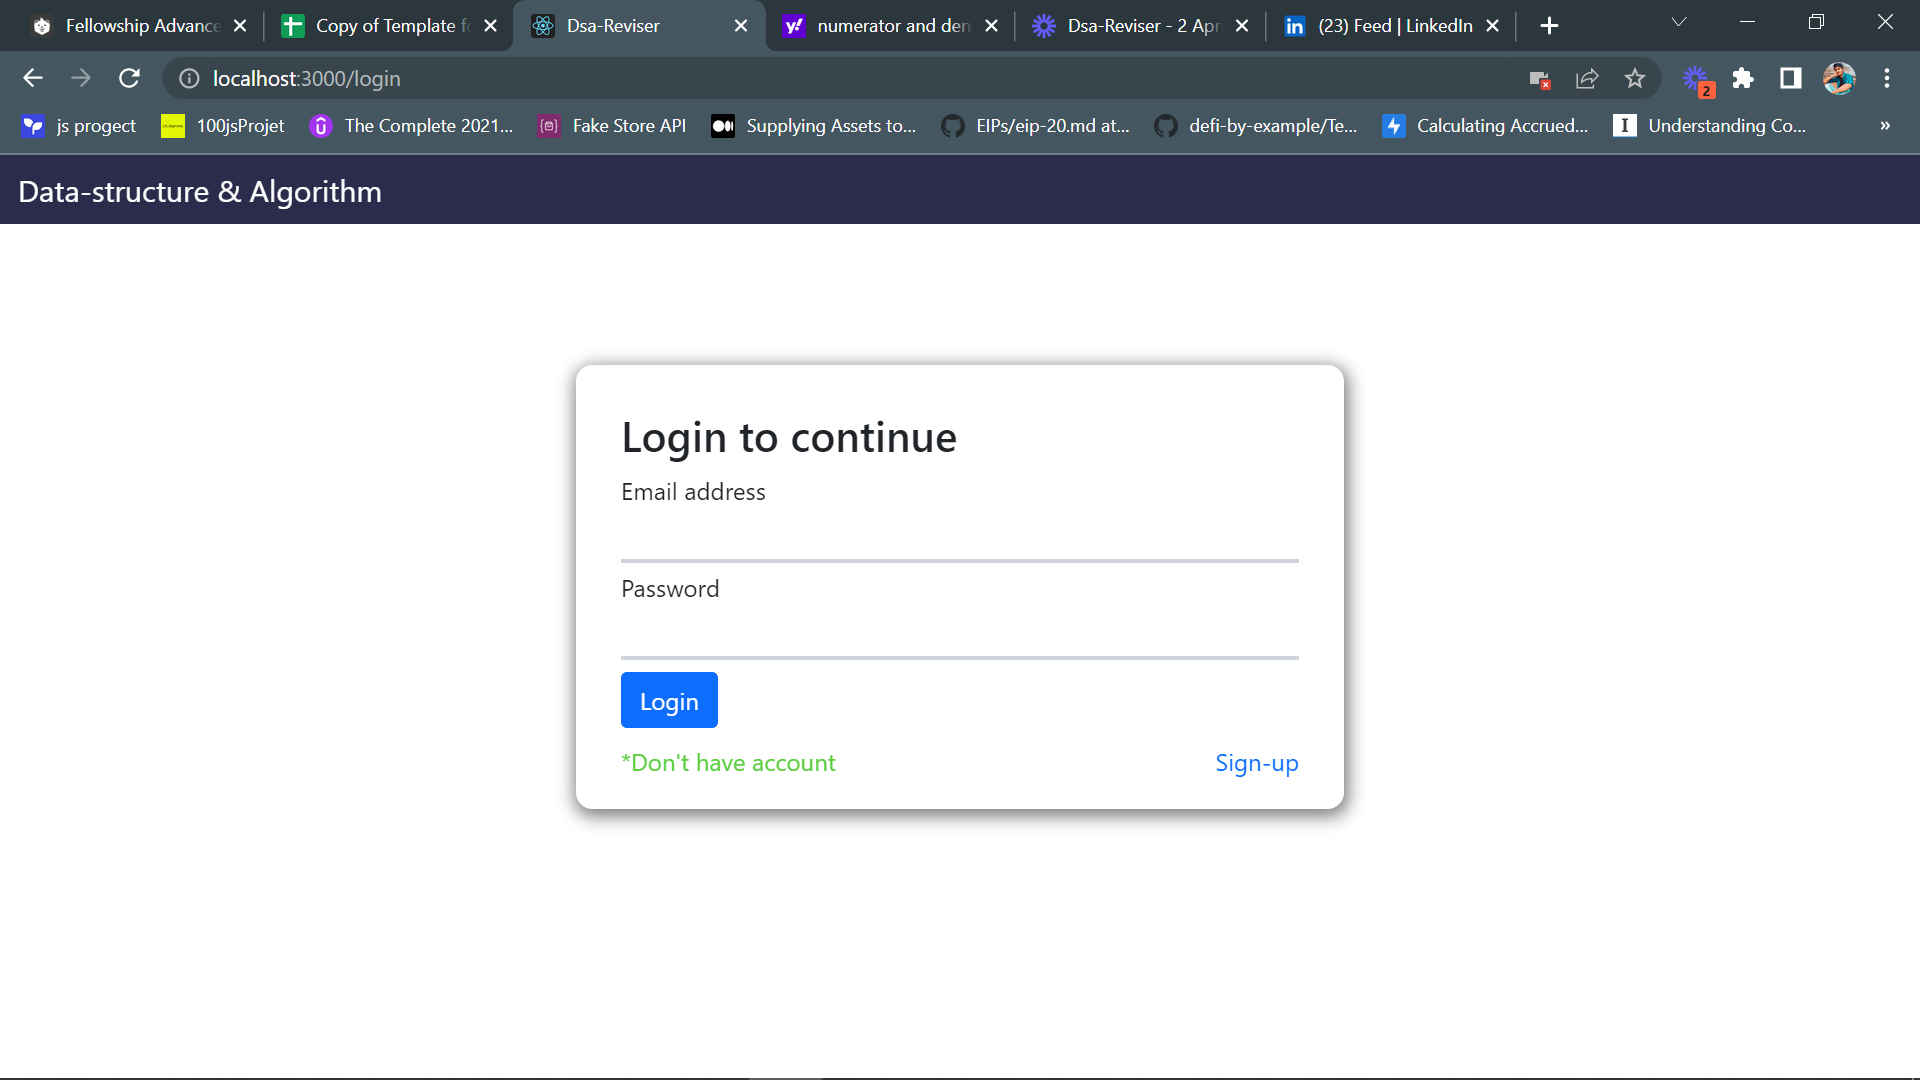 Fellowship Advance
Copy of Template fo
Dsa-Reviser
numerator and den
Dsa-Reviser - 2 Apr
(23) Feed | LinkedIn
localhost:3000/login
2
js progect
100jsProjet
The Complete 2021...
Fake Store API
Supplying Assets to...
EIPs/eip-20.md at...
defi-by-example/Te...
Calculating Accrued...
Understanding Co...
»
Data-structure & Algorithm
Login to continue
Email address
Password
Login
*Don't have account
Sign-up